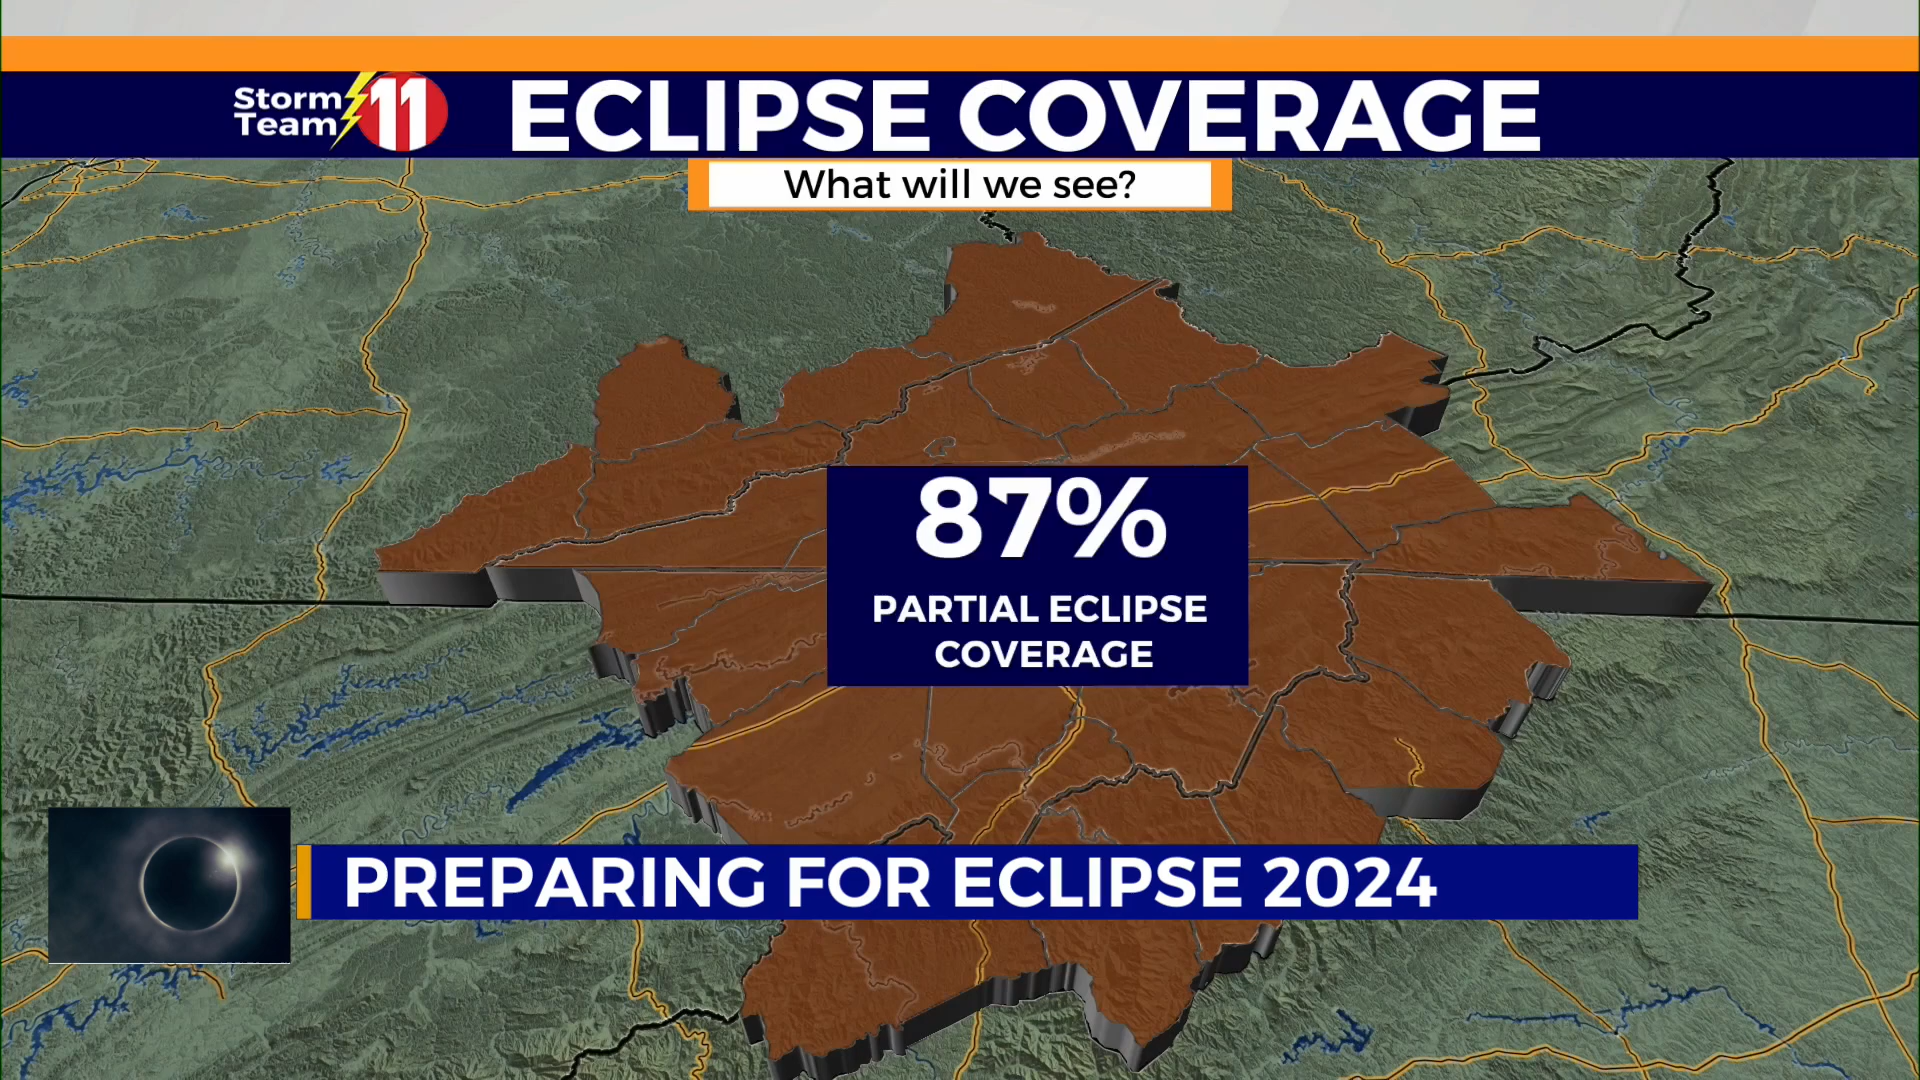 Storm
Team 11
ECLIPSE COVERAGE
What will we see?
87%
PARTIAL ECLIPSE
COVERAGE
PREPARING FOR ECLIPSE 2024